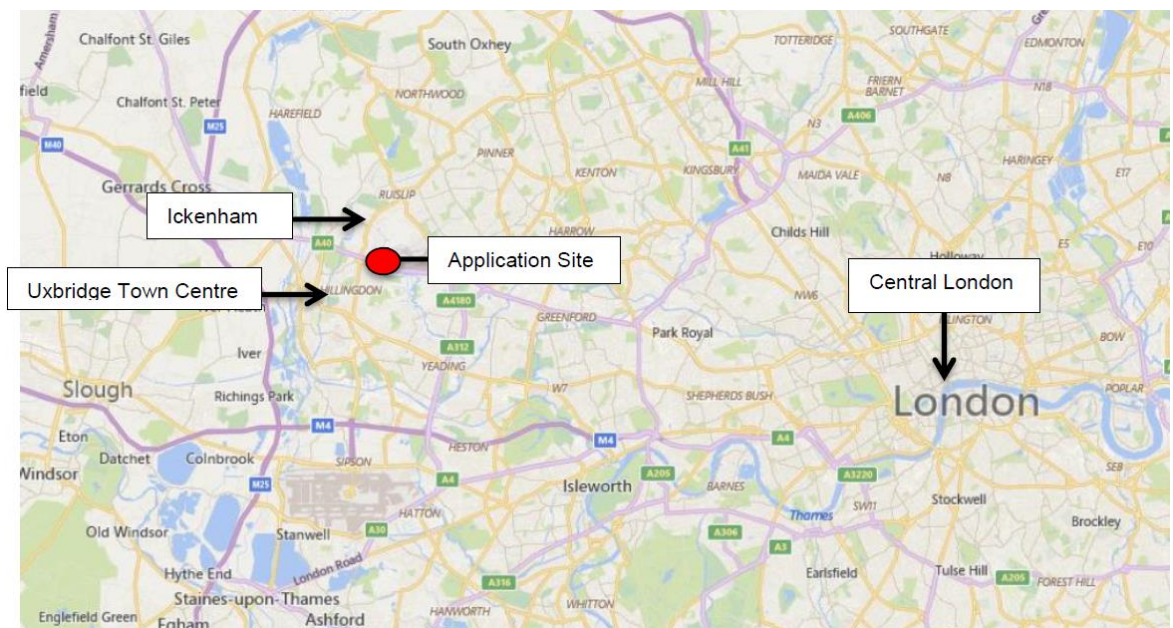 Amersham
Chalfont St. Giles
South Oxhey
TOTTERIDGE
SOUTHGATE
EDMONTON
field
NORTHWOOD
MILL HILL
FRIERN
BARNET
N18
Chalfont St. Peter
M25
HAREFIELD
A406
M40
PINNER
A41
N3
HARINGEY
E17
Gerrards Cross
RUISLIP
KENTON
KINGSBURY
MAIDA VALE
N8
Ickenham
A40
HARROW
Childs Hill
E5
E10
Application Site
Holloway
Uxbridge Town Centre
HILLINGDON
A4180
GREENFORD
NW6
Central London
Park Royal
Iver
A312
YEADING
BOW
Slough
Richings Park
W7
SHEPHERDS BUSH
London
POPLAR
M4
HESTON
M4
A4
Eton
Datchet
Colnbrook
SIPSON
A4
A205
BARNES
A3220
SE8
Windsor
M25
Isleworth
Stockwell
Old Windsor
Stanwell
HATTON
A30
Thames
SW11
Brockley
A306
A3
Hythe End
London Road
A316
Earlsfield
Tulse Hill
A205
FOREST HILL
Staines-upon-Thames
HANWORTH
WHITTON
Englefield Green
Egham
Ashford